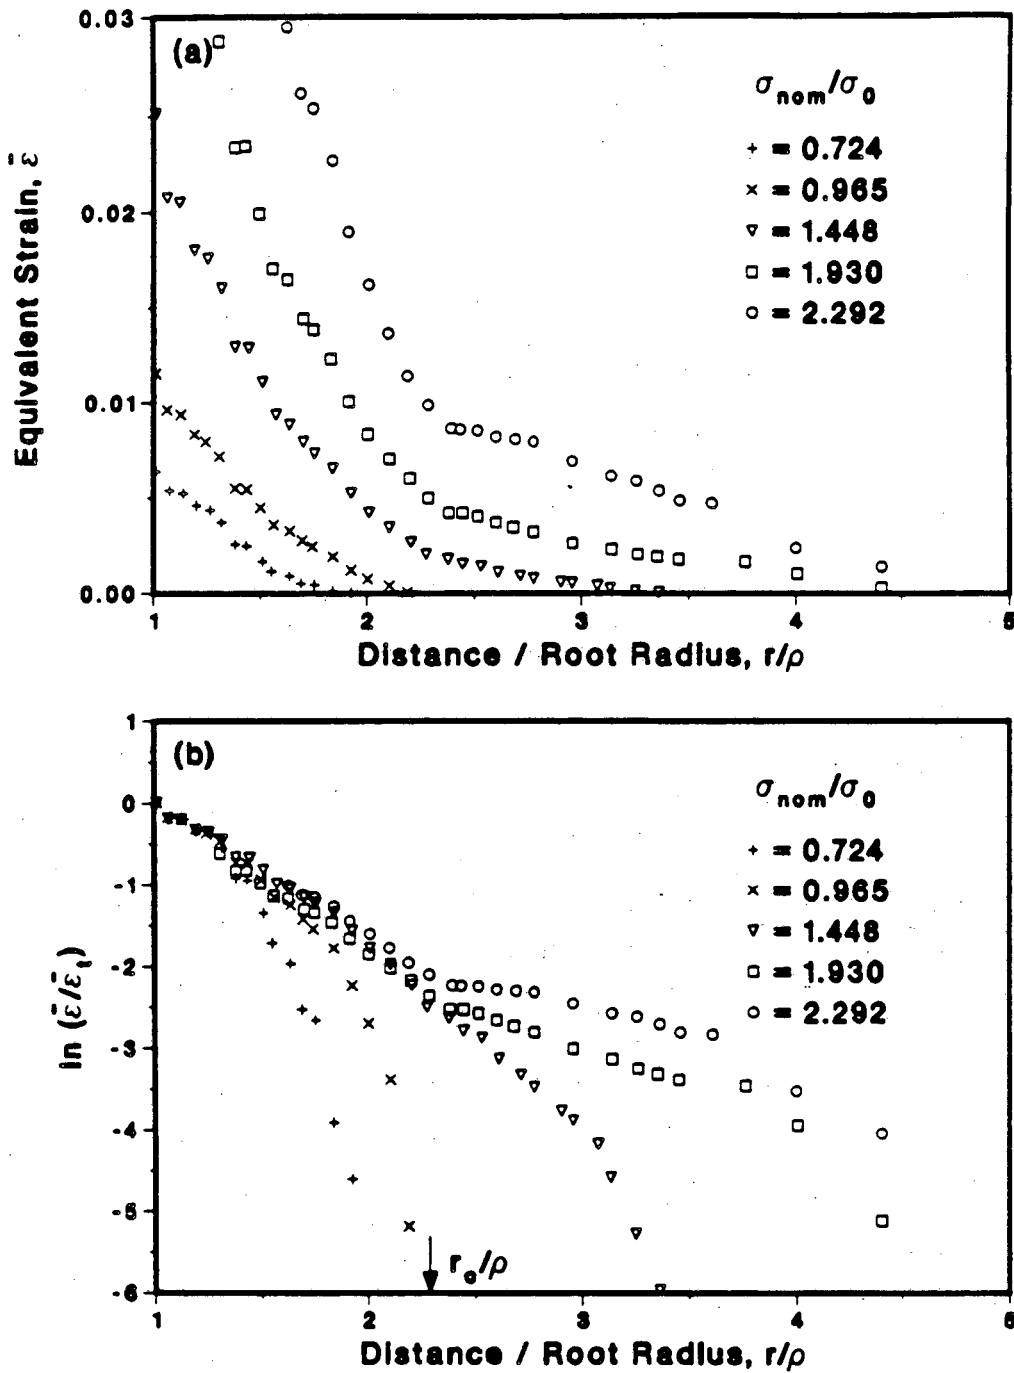 (a)
0.03
0.02
0.01
0.00
Equivalent Strain, ε̄
σnom/σ0
+ = 0.724
× = 0.965
▽ = 1.448
□ = 1.930
○ = 2.292
1 2 3 4 5
Distance / Root Radius, r/ρ
(b)
1
0
-1
-2
-3
-4
-5
-6
ln (ε̄/ε̄t)
σnom/σ0
+ = 0.724
× = 0.965
▽ = 1.448
□ = 1.930
○ = 2.292
ro/ρ
1 2 3 4 5
Distance / Root Radius, r/ρ